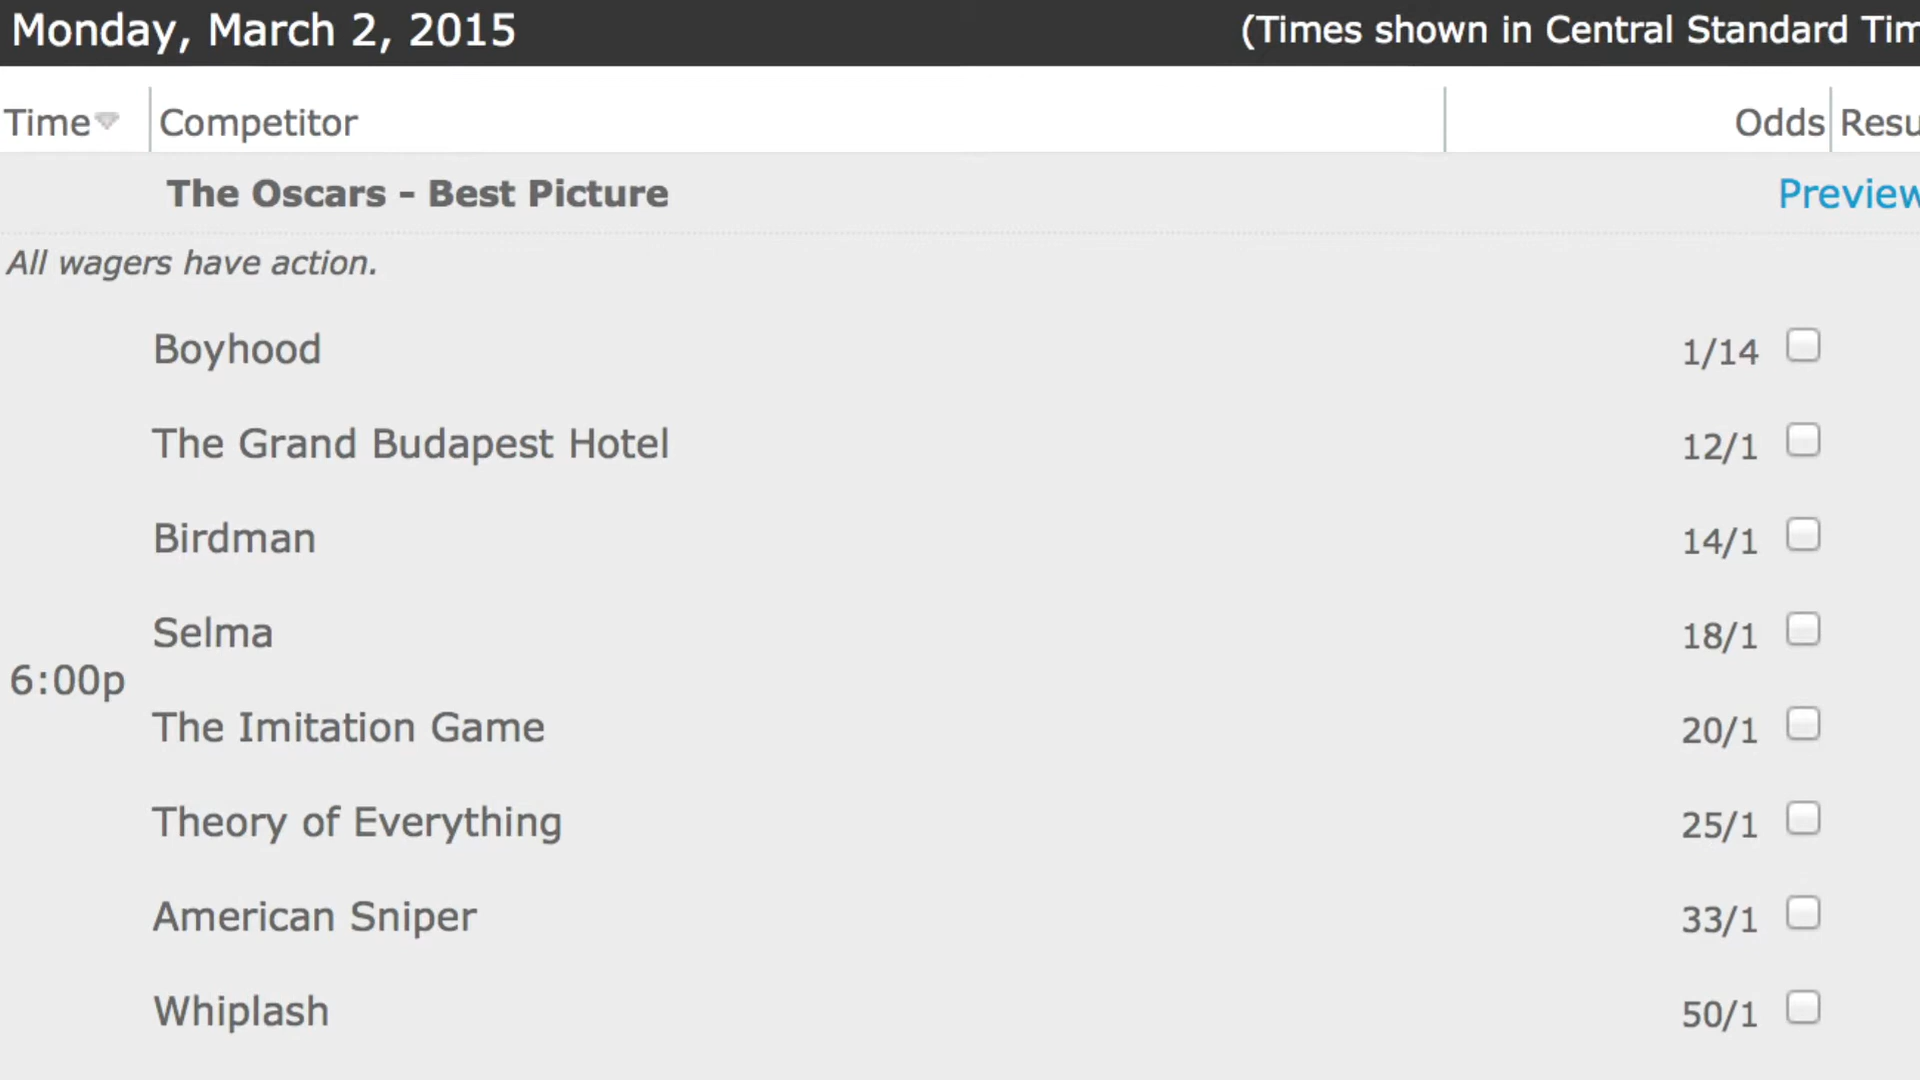 Monday, March 2, 2015 (Times shown in Central Standard Tim
Time Competitor Odds Resu
The Oscars - Best Picture Preview
All wagers have action.
Boyhood 1/14
The Grand Budapest Hotel 12/1
Birdman 14/1
Selma 18/1
6:00p
The Imitation Game 20/1
Theory of Everything 25/1
American Sniper 33/1
Whiplash 50/1